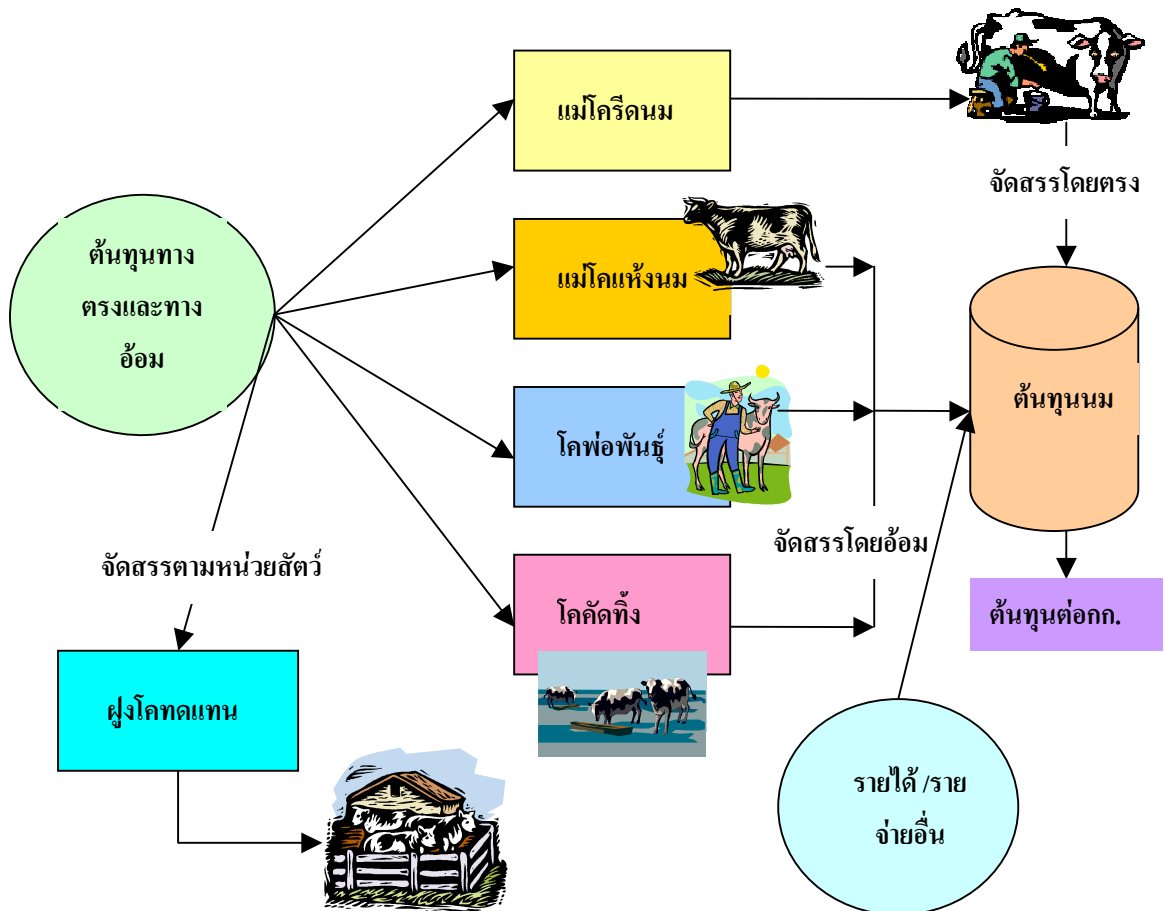 แม่โครีดนม
จัดสรรโดยตรง
ต้นทุนทาง
ตรงและทาง
อ้อม
แม่โคแห้งนม
ต้นทุนนม
โคพ่อพันธุ์
จัดสรรโดยอ้อม
จัดสรรตามหน่วยสัตว์
โคคัดทิ้ง
ต้นทุนต่อกก.
ฝูงโคทดแทน
รายได้ /ราย
จ่ายอื่น